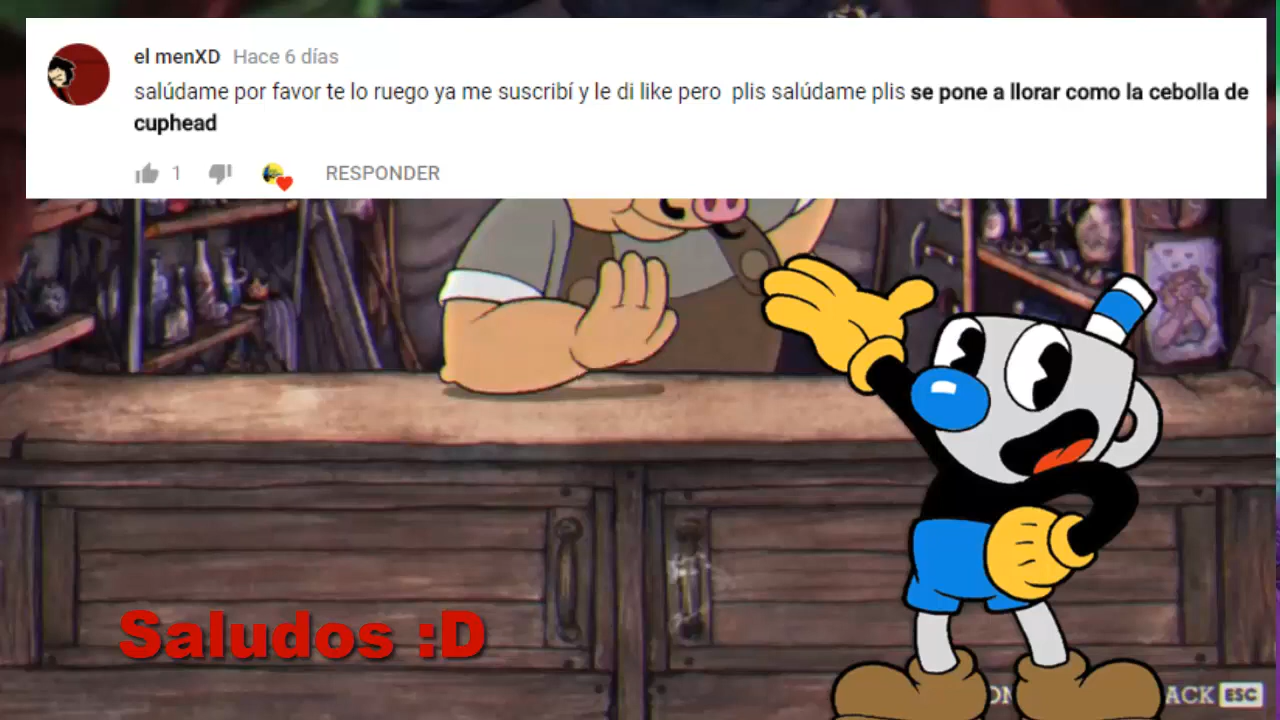 el menXD Hace 6 días
salúdame por favor te lo ruego ya me suscribí y le di like pero plis salúdame plis se pone a llorar como la cebolla de
cuphead
1 RESPONDER
Saludos :D
ESC